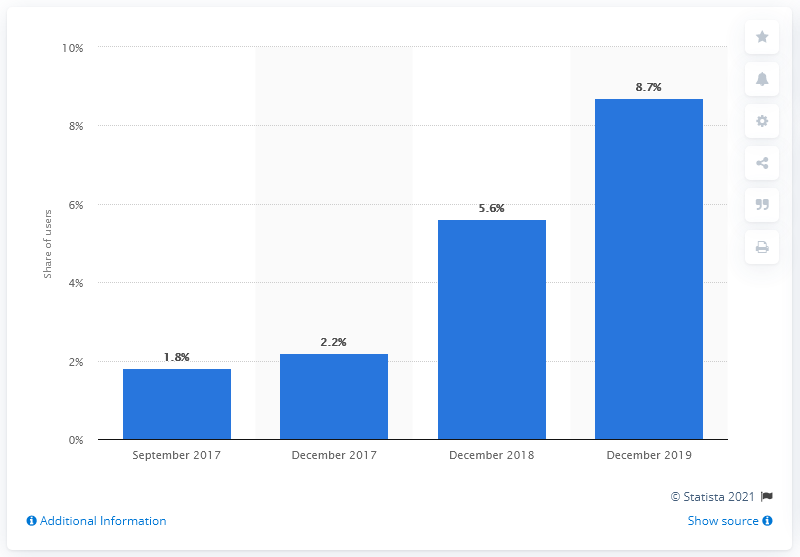 10%
8%
6%
4%
2%
0%
Share of users
1.8%
2.2%
5.6%
8.7%
September 2017
December 2017
December 2018
December 2019
© Statista 2021
Additional Information
Show source